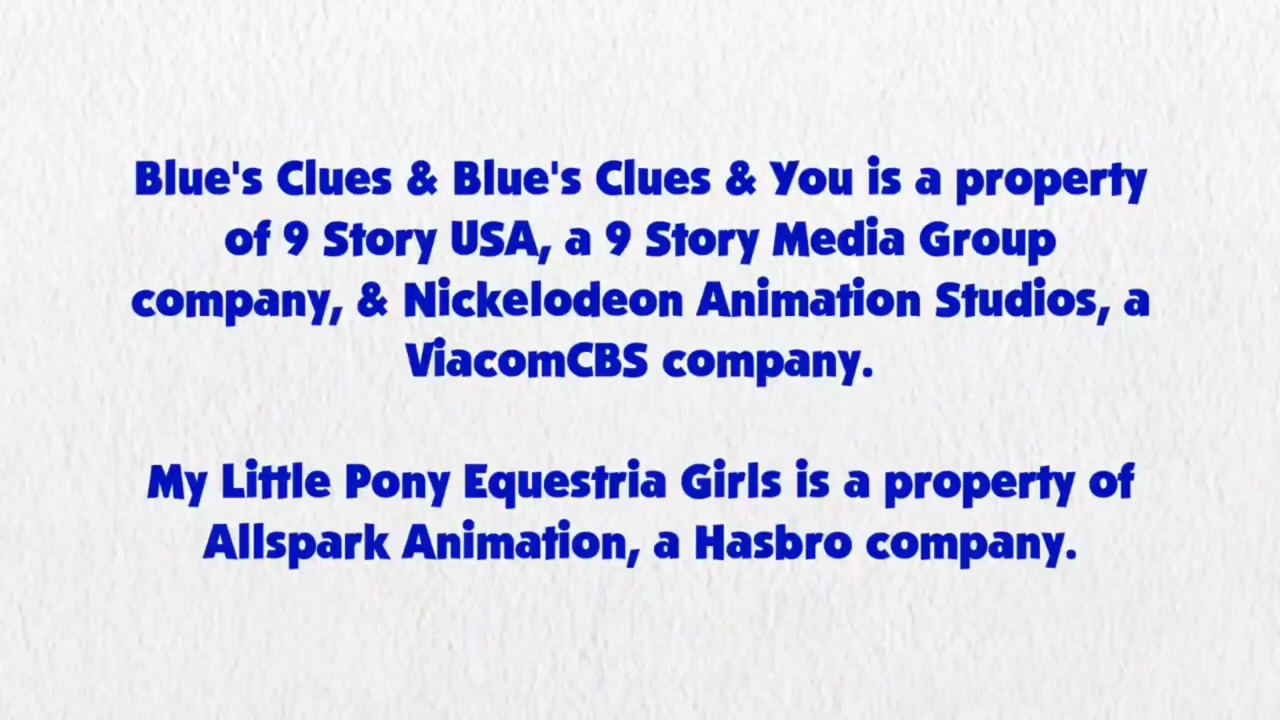 Blue's Clues & Blue's Clues & You is a property
of 9 Story USA, a 9 Story Media Group
company, & Nickelodeon Animation Studios, a
ViacomCBS company.
My Little Pony Equestria Girls is a property of
Allspark Animation, a Hasbro company.